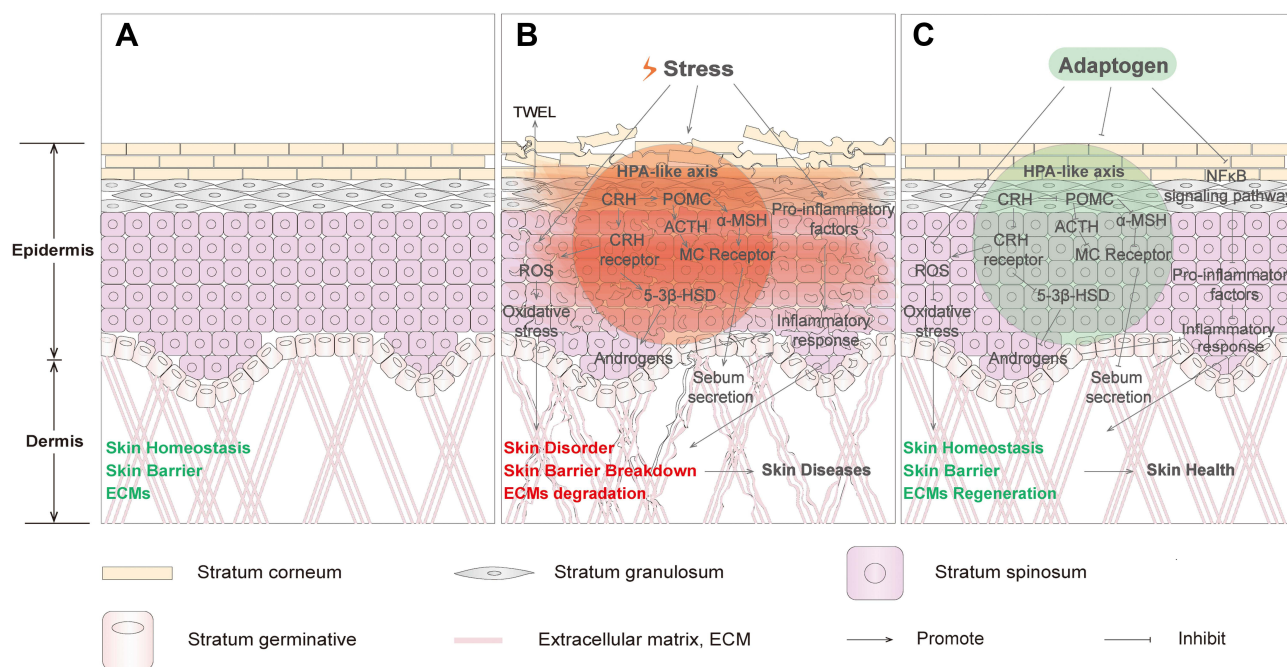 A
Epidermis
Dermis
Skin Homeostasis
Skin Barrier
ECMs
B
Stress
TWEL
HPA-like axis
CRH
POMC
α-MSH
ACTH
CRH
receptor
MC Receptor
5-3β-HSD
Pro-inflammatory
factors
ROS
Oxidative
stress
Inflammatory
response
Androgens
Sebum
secretion
Skin Disorder
Skin Barrier Breakdown
ECMs degradation
Skin Diseases
C
Adaptogen
HPA-like axis
CRH
POMC
α-MSH
ACTH
CRH
receptor
MC Receptor
5-3β-HSD
NFκB
signaling pathway
ROS
Pro-inflammator
factors
Oxidative
stress
Inflammatory
response
Androgens
Sebum
secretion
Skin Homeostasis
Skin Barrier
ECMs Regeneration
Skin Health
Stratum corneum
Stratum granulosum
Stratum spinosum
Stratum germinative
Extracellular matrix, ECM
Promote
Inhibit